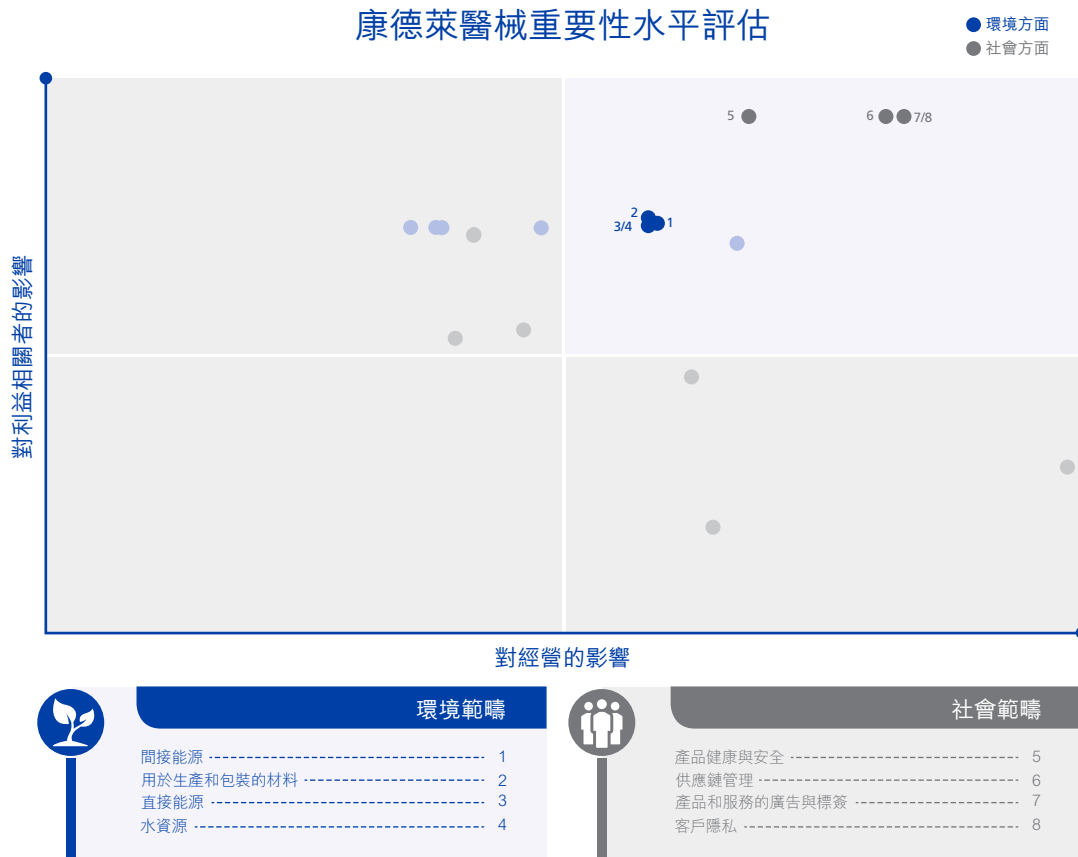 康德萊醫械重要性水平評估
環境方面
社會方面
5
6
7/8
2
3/4
1
對利益相關者的影響
對經營的影響
環境範疇
間接能源 1
用於生產和包裝的材料 2
直接能源 3
水資源 4
社會範疇
產品健康與安全 5
供應鏈管理 6
產品和服務的廣告與標簽 7
客戶隱私 8